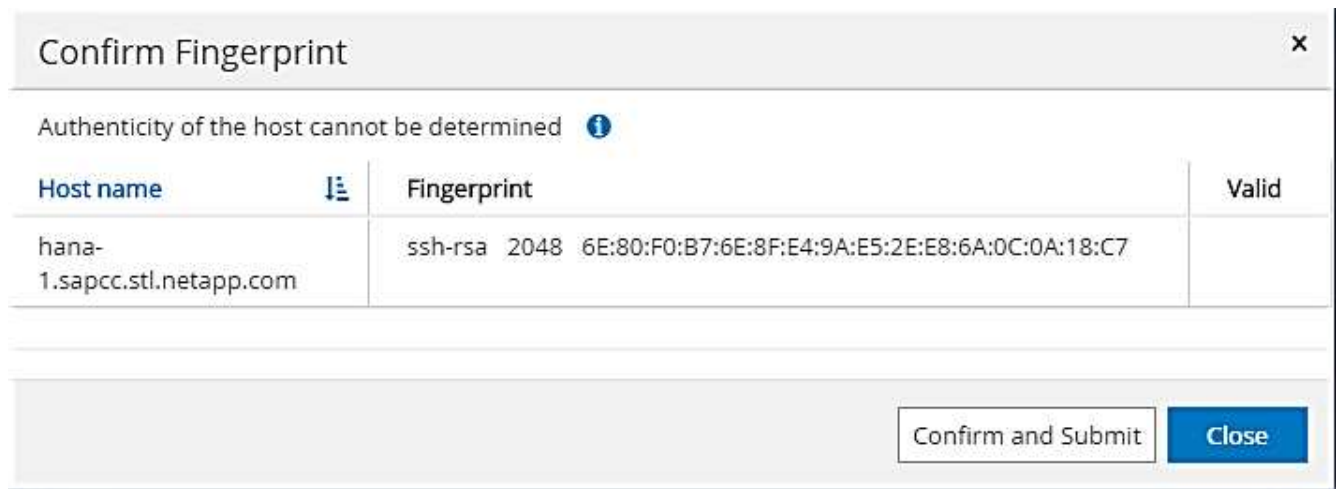 Confirm Fingerprint
×
Authenticity of the host cannot be determined
Host name
Fingerprint
Valid
hana-
1.sapcc.stl.netapp.com
ssh-rsa 2048 6E:80:F0:B7:6E:8F:E4:9A:E5:2E:E8:6A:0C:0A:18:C7
Confirm and Submit
Close